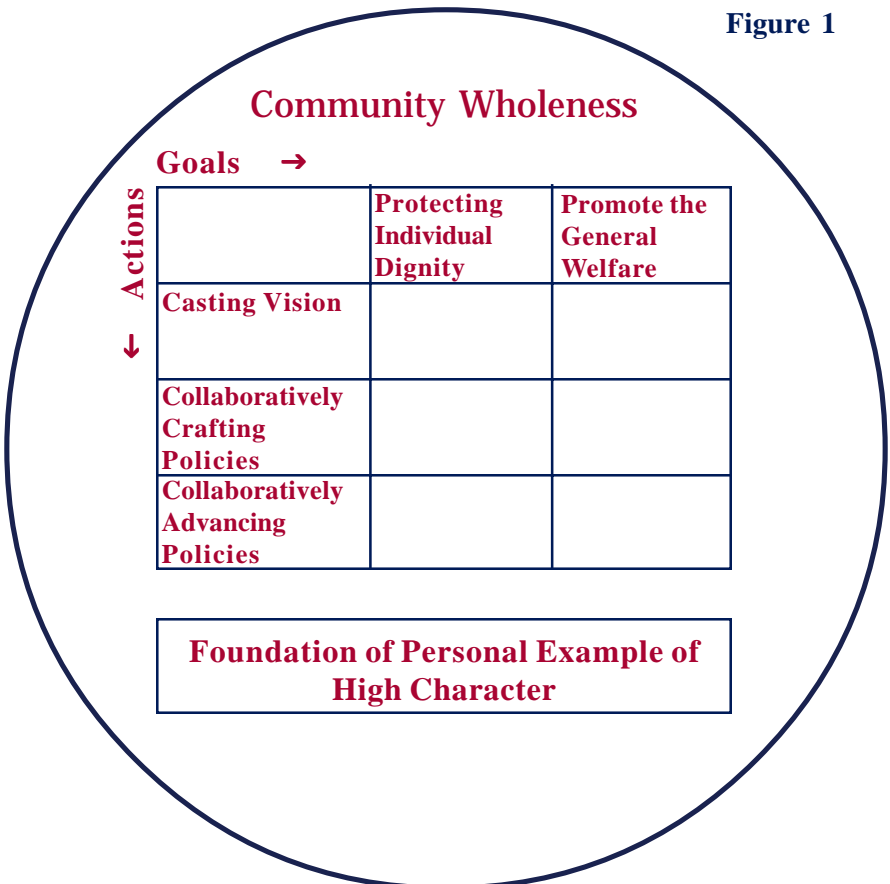 Figure 1
Community Wholeness
Goals →
Actions
↓
Protecting
Individual
Dignity
Promote the
General
Welfare
Casting Vision
Collaboratively
Crafting
Policies
Collaboratively
Advancing
Policies
Foundation of Personal Example of
High Character